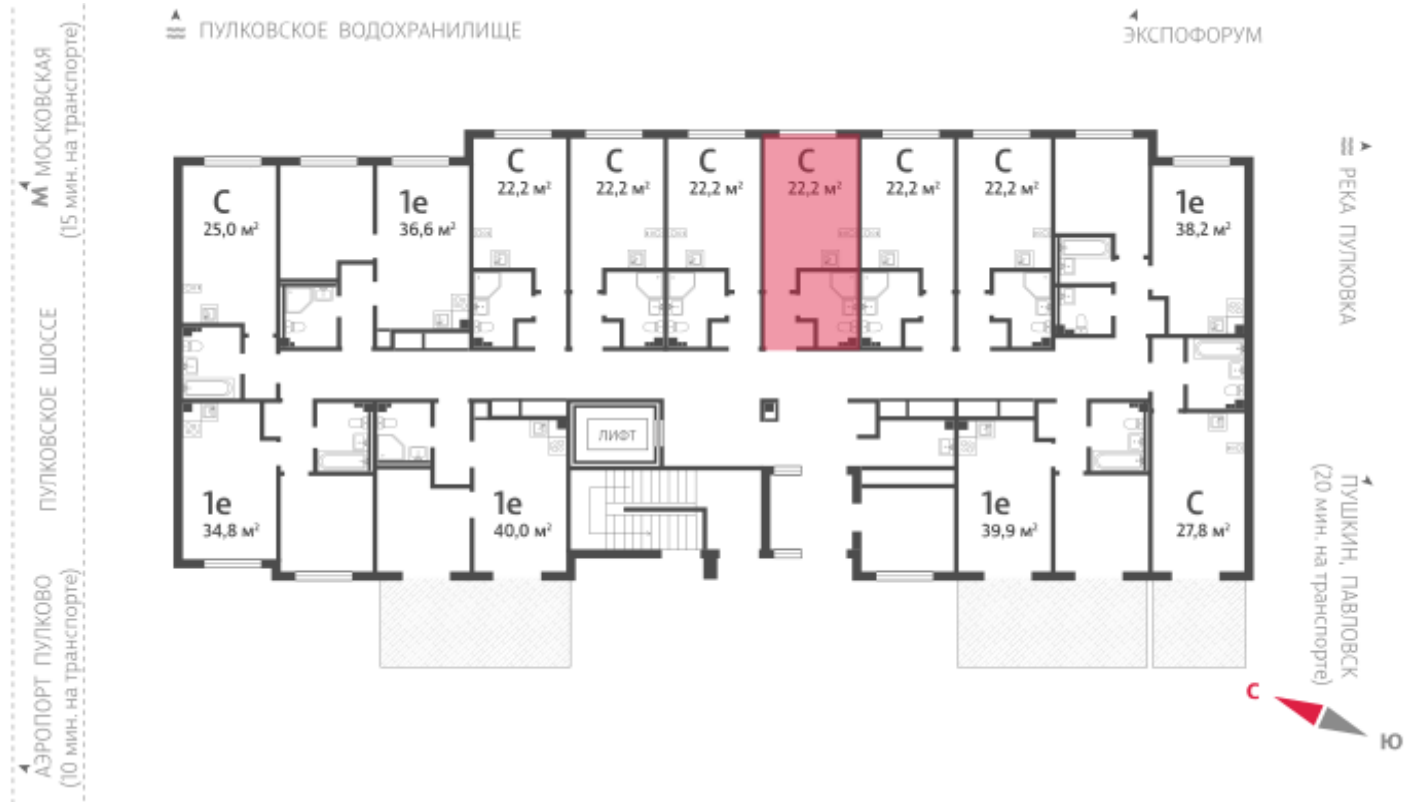 ПУЛКОВСКОЕ ВОДОХРАНИЛИЩЕ
ЭКСПОФОРУМ
М МОСКОВСКАЯ
(15 мин. на транспорте)
ПУЛКОВСКОЕ ШОССЕ
АЭРОПОРТ ПУЛКОВО
(10 мин. на транспорте)
С
25,0 м²
1е
36,6 м²
С
22,2 м²
С
22,2 м²
С
22,2 м²
С
22,2 м²
С
22,2 м²
С
22,2 м²
1е
38,2 м²
РЕКА ПУЛКОВКА
ЛИФТ
1е
34,8 м²
1е
40,0 м²
1е
39,9 м²
С
27,8 м²
ПУШКИН, ПАВЛОВСК
(20 мин. на транспорте)
С
Ю